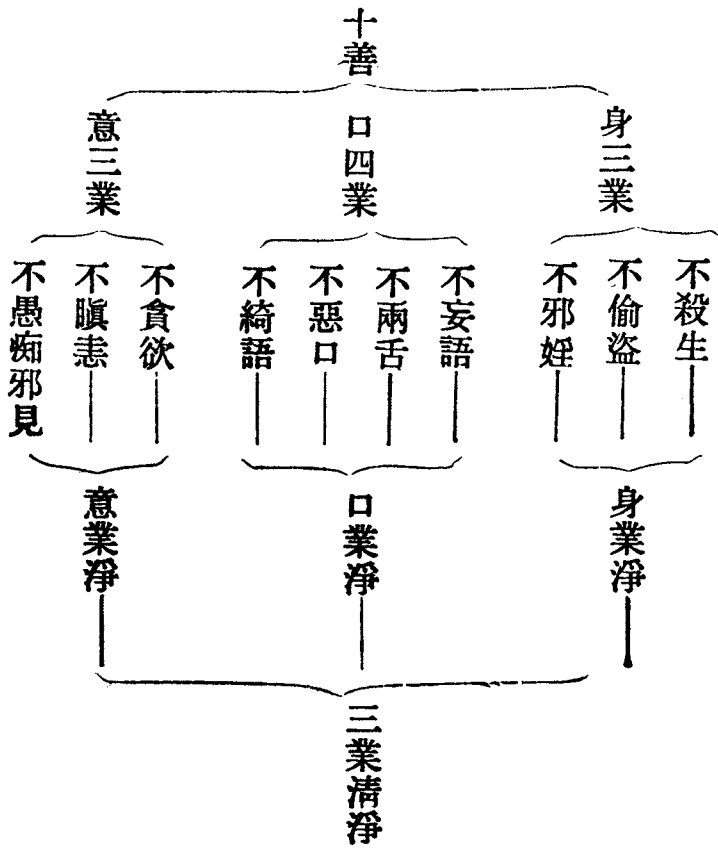 十善
身三業
口四業
意三業
不殺生
不偷盜
不邪婬
不妄語
不兩舌
不惡口
不綺語
不貪欲
不瞋恚
不愚痴邪見
身業淨
口業淨
意業淨
三業清淨